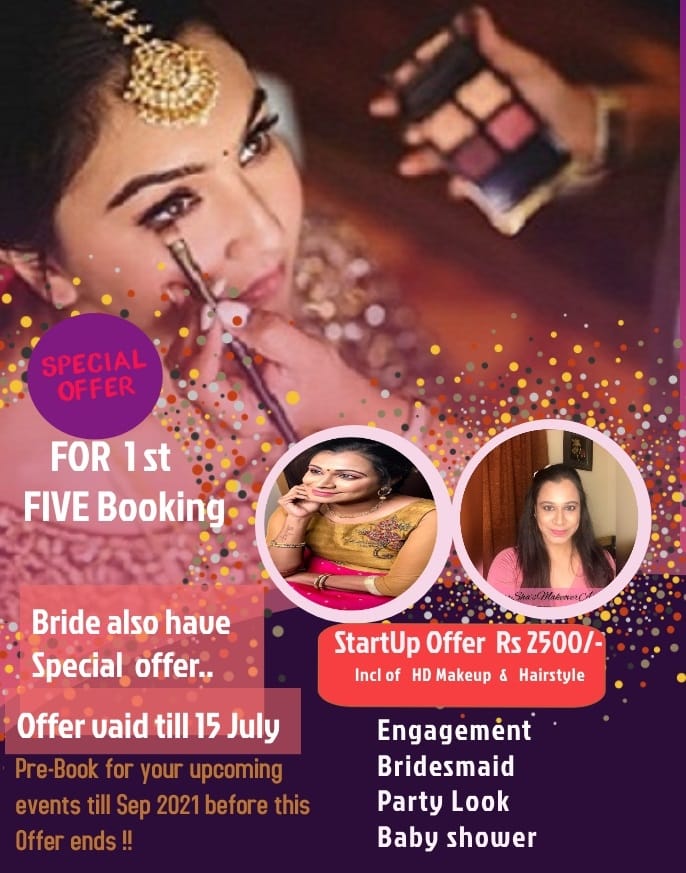 SPECIAL
OFFER
FOR 1st
FIVE Booking
Sha'sMakeover
Bride also have
Special offer..
StartUp Offer Rs 2500/-
Incl of HD Makeup & Hairstyle
Offer vaid till 15 July
Pre-Book for your upcoming
events till Sep 2021 before this
Offer ends !!
Engagement
Bridesmaid
Party Look
Baby shower